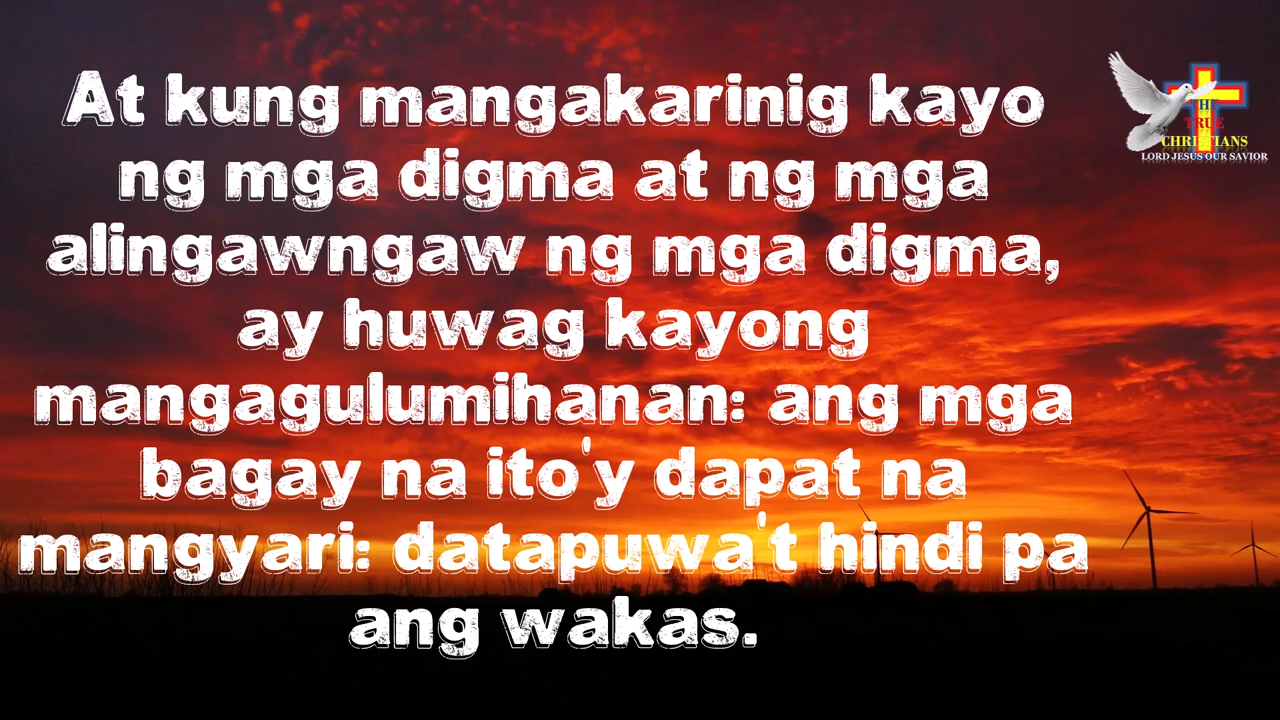 At kung mangakarinig kayo
ng mga digma at ng mga
alingawngaw ng mga digma,
ay huwag kayong
mangagulumihanan: ang mga
bagay na ito'y dapat na
mangyari: datapuwa't hindi pa
ang wakas.
TRUE
CHRISTIANS
LORD JESUS OUR SAVIOR